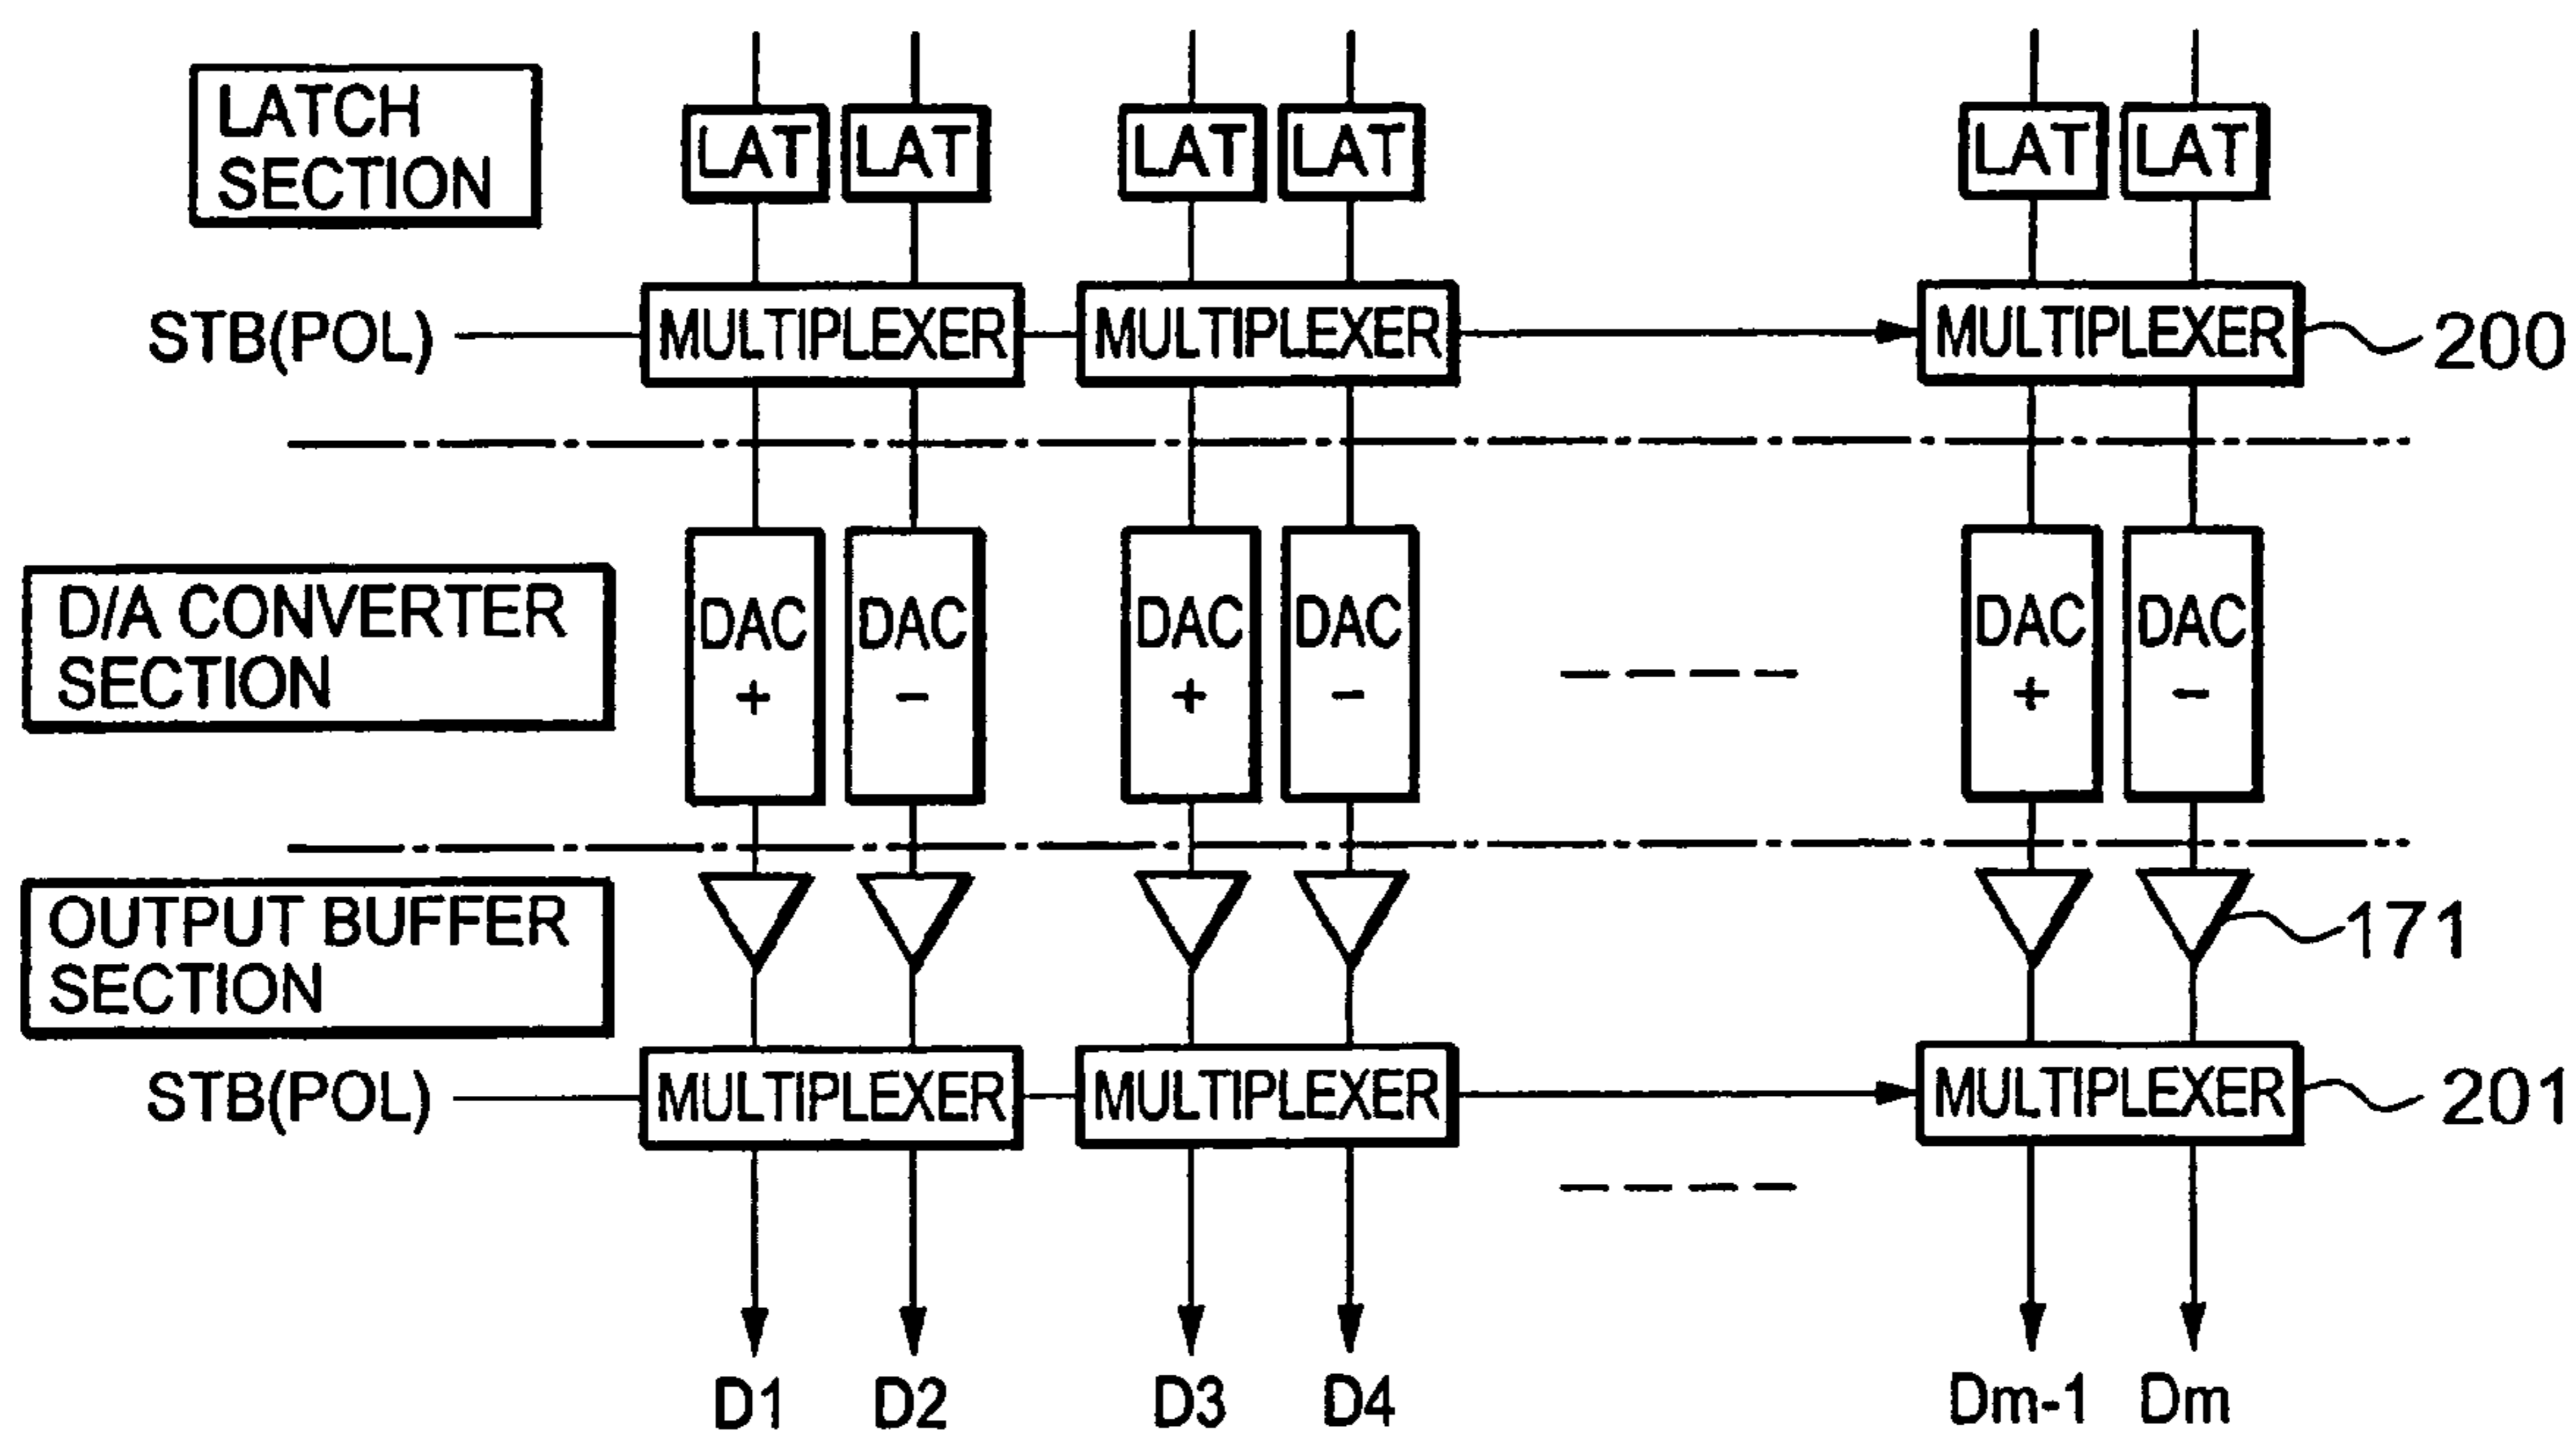 LATCH
SECTION
LAT LAT LAT LAT LAT LAT
STB(POL) MULTIPLEXER MULTIPLEXER MULTIPLEXER 200
D/A CONVERTER
SECTION
DAC DAC DAC DAC DAC DAC
+ - + - + -
OUTPUT BUFFER
SECTION
171
STB(POL) MULTIPLEXER MULTIPLEXER MULTIPLEXER 201
D1 D2 D3 D4 Dm-1 Dm